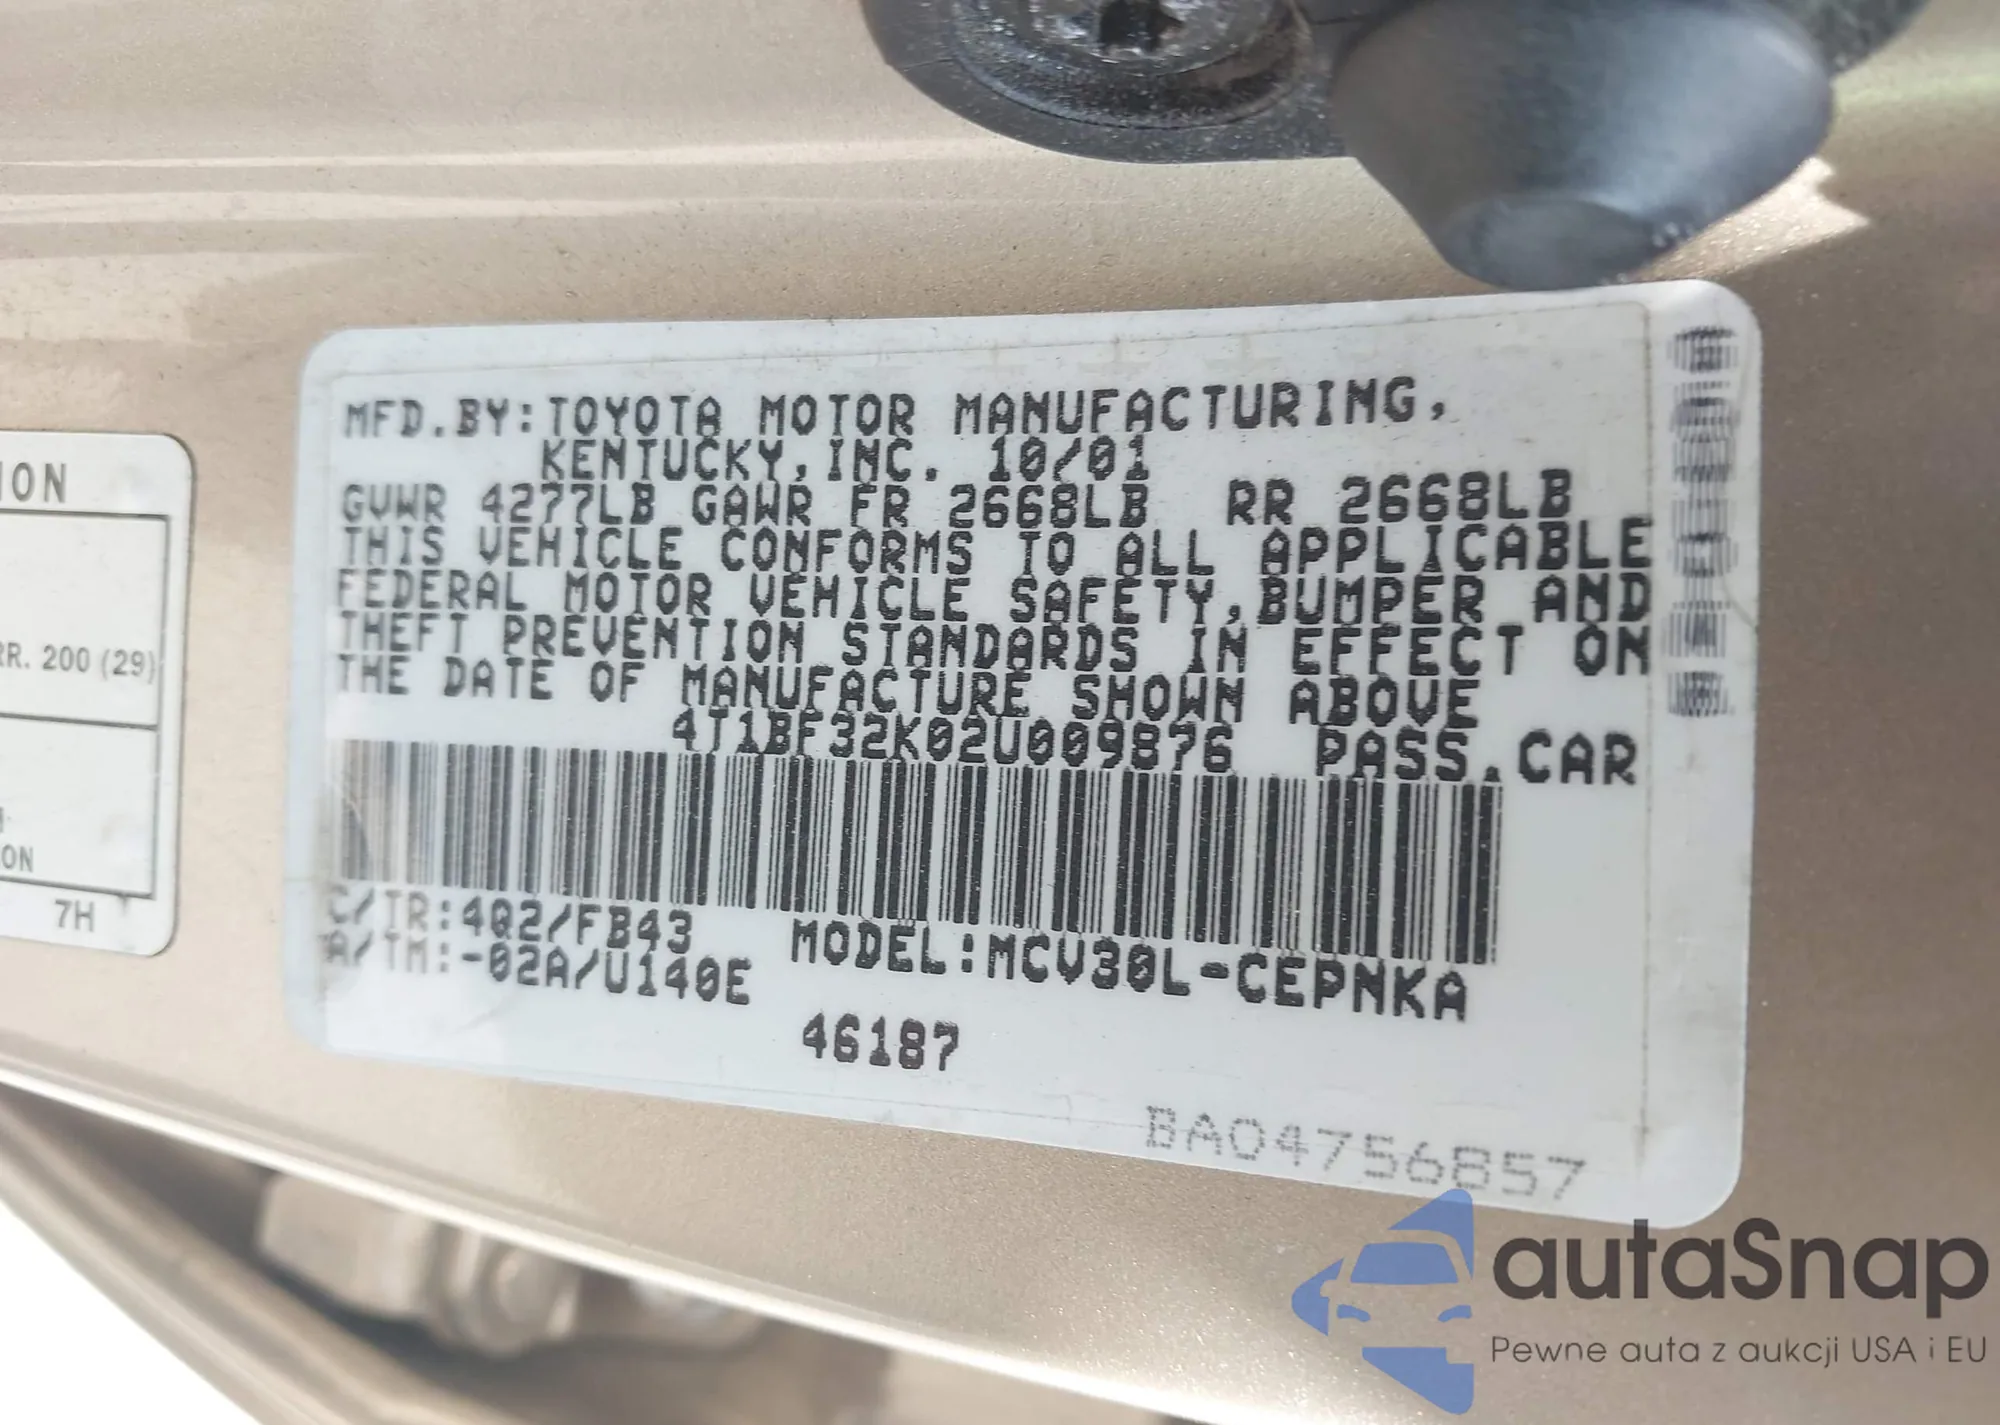 ION
RR. 200 (29)
ON
7H
MFD.BY:TOYOTA MOTOR MANUFACTURING,
KENTUCKY,INC. 10/01
GVWR 4277LB GAWR FR 2668LB RR 2668LB
THIS VEHICLE CONFORMS TO ALL APPLICABLE
FEDERAL MOTOR VEHICLE SAFETY,BUMPER AND
THEFT PREVENTION STANDARDS IN EFFECT ON
THE DATE OF MANUFACTURE SHOWN ABOVE
4T1BF32K02U009876 PASS.CAR
C/TR:4Q2/FB43
A/TM:-02A/U140E
MODEL:MCV30L-CEPNKA
46187
BA04756857
autaSnap
Pewne auta z aukcji USA i EU